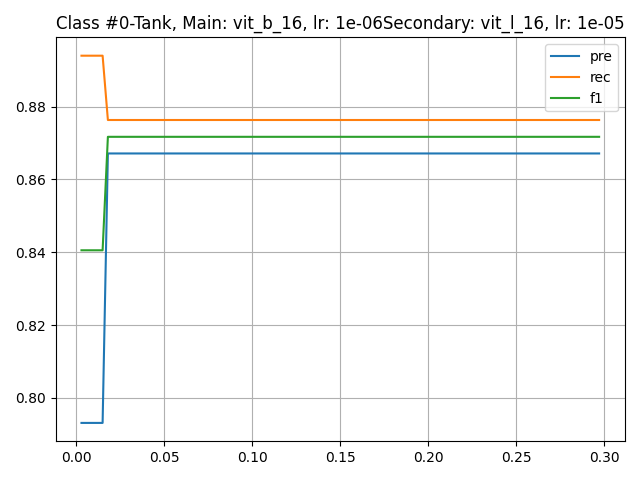 Class #0-Tank, Main: vit_b_16, lr: 1e-06Secondary: vit_l_16, lr: 1e-05
pre
rec
f1
0.88
0.86
0.84
0.82
0.80
0.00 0.05 0.10 0.15 0.20 0.25 0.30